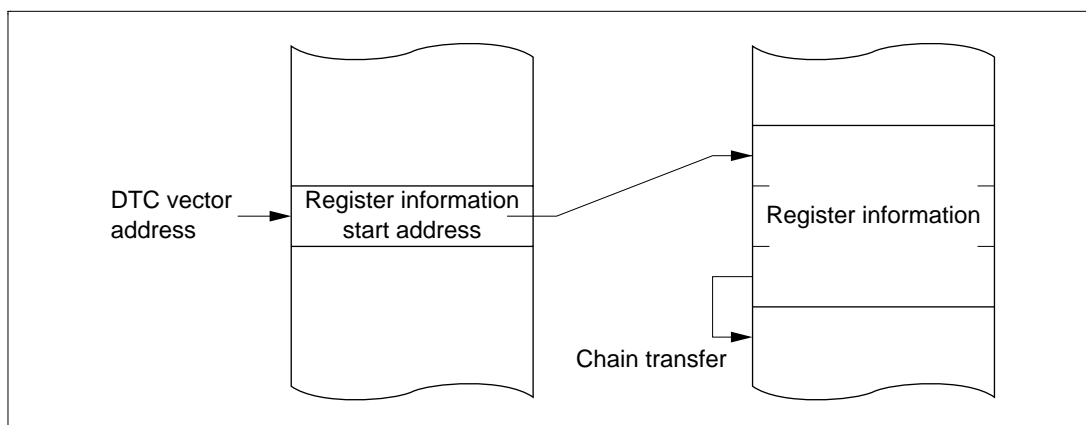 DTC vector
address
Register information
start address
Register information
Chain transfer